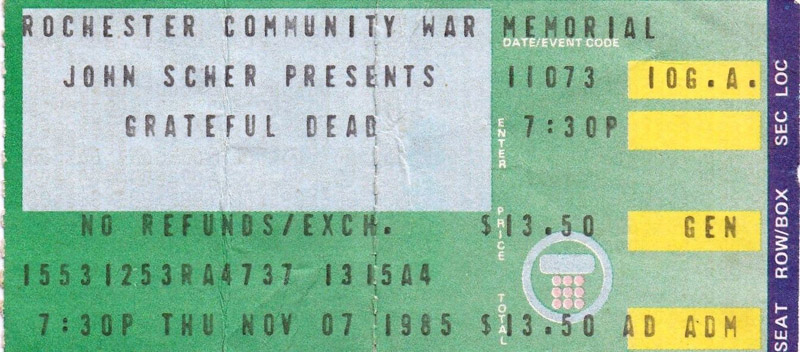 ROCHESTER COMMUNITY WAR MEMORIAL
DATE/EVENT CODE
JOHN SCHER PRESENTS 11073 10G.A.
GRATEFUL DEAD 7:30P
ENTER
NO REFUNDS/EXCH. $13.50 GEN
PRICE
155312 53RA4737 1315A4
7:30P THU NOV 07 1985 $13.50 AD ADM
TOTAL
SEC LOC
ROW/BOX
SEAT